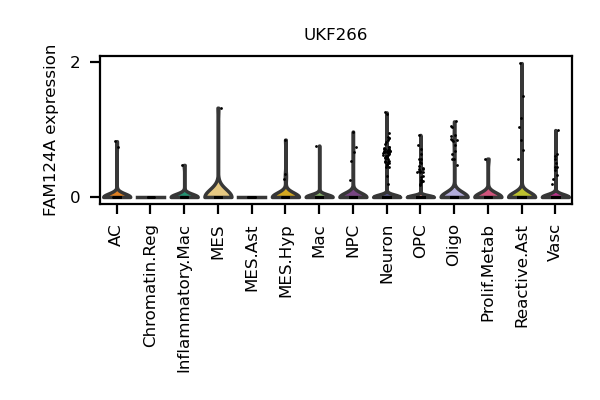 UKF266
FAM124A expression
2
0
AC
Chromatin.Reg
Inflammatory.Mac
MES
MES.Ast
MES.Hyp
Mac
NPC
Neuron
OPC
Oligo
Prolif.Metab
Reactive.Ast
Vasc